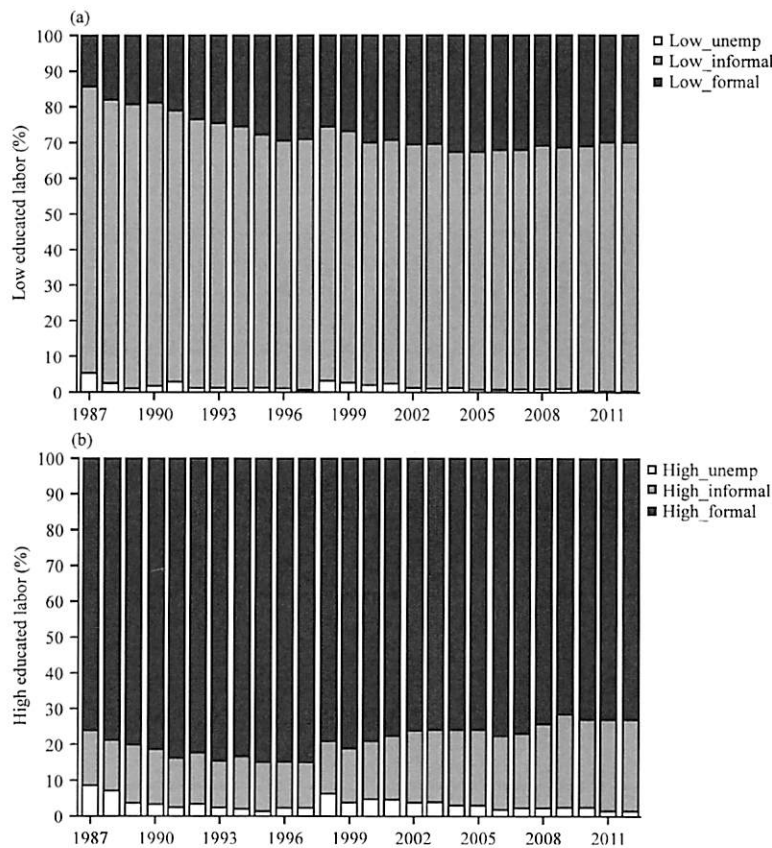 (a)
100
90
80
70
60
50
40
30
20
10
0
Low educated labor (%)
1987 1990 1993 1996 1999 2002 2005 2008 2011
Low_unemp
Low_informal
Low_formal
(b)
100
90
80
70
60
50
40
30
20
10
0
High educated labor (%)
1987 1990 1993 1996 1999 2002 2005 2008 2011
High_unemp
High_informal
High_formal